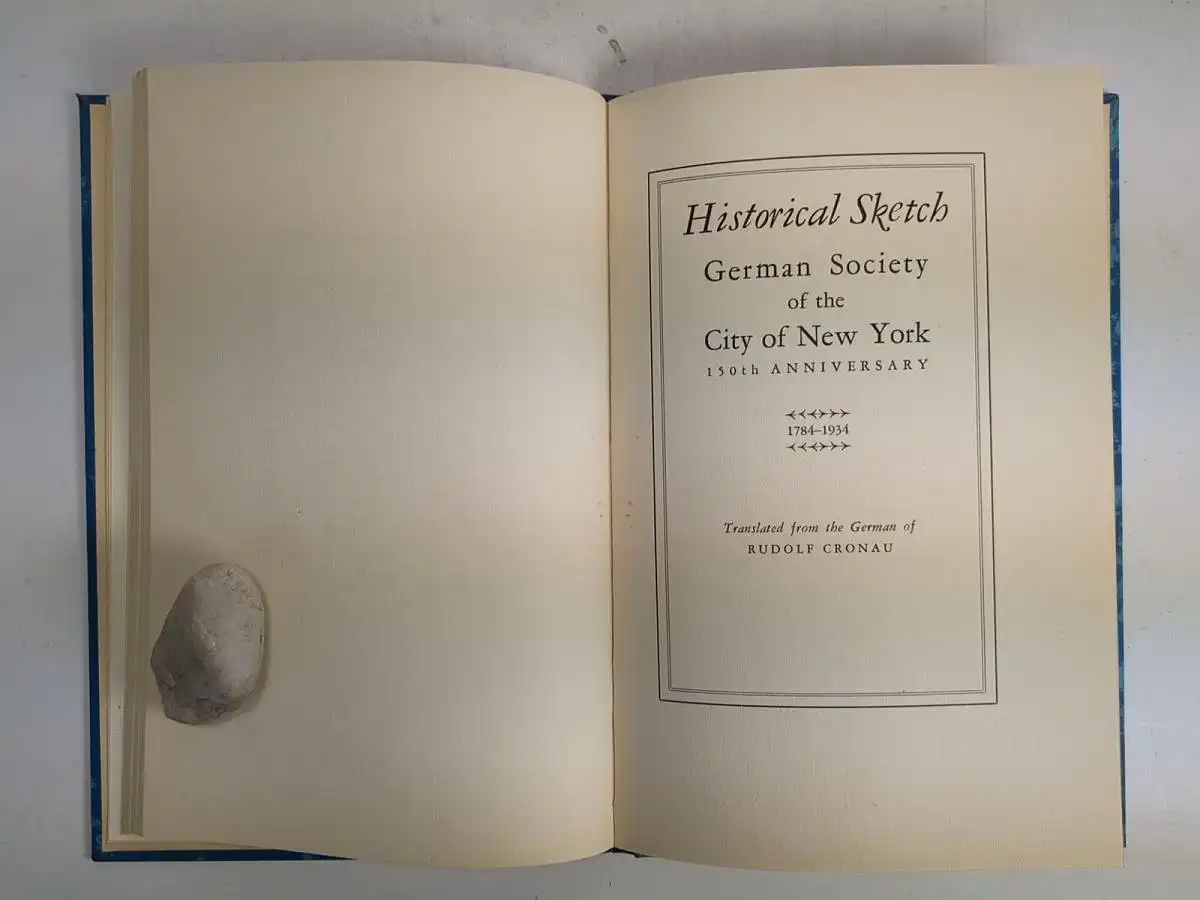 Historical Sketch
German Society
of the
City of New York
150th ANNIVERSARY
1784–1934
Translated from the German of
RUDOLF CRONAU